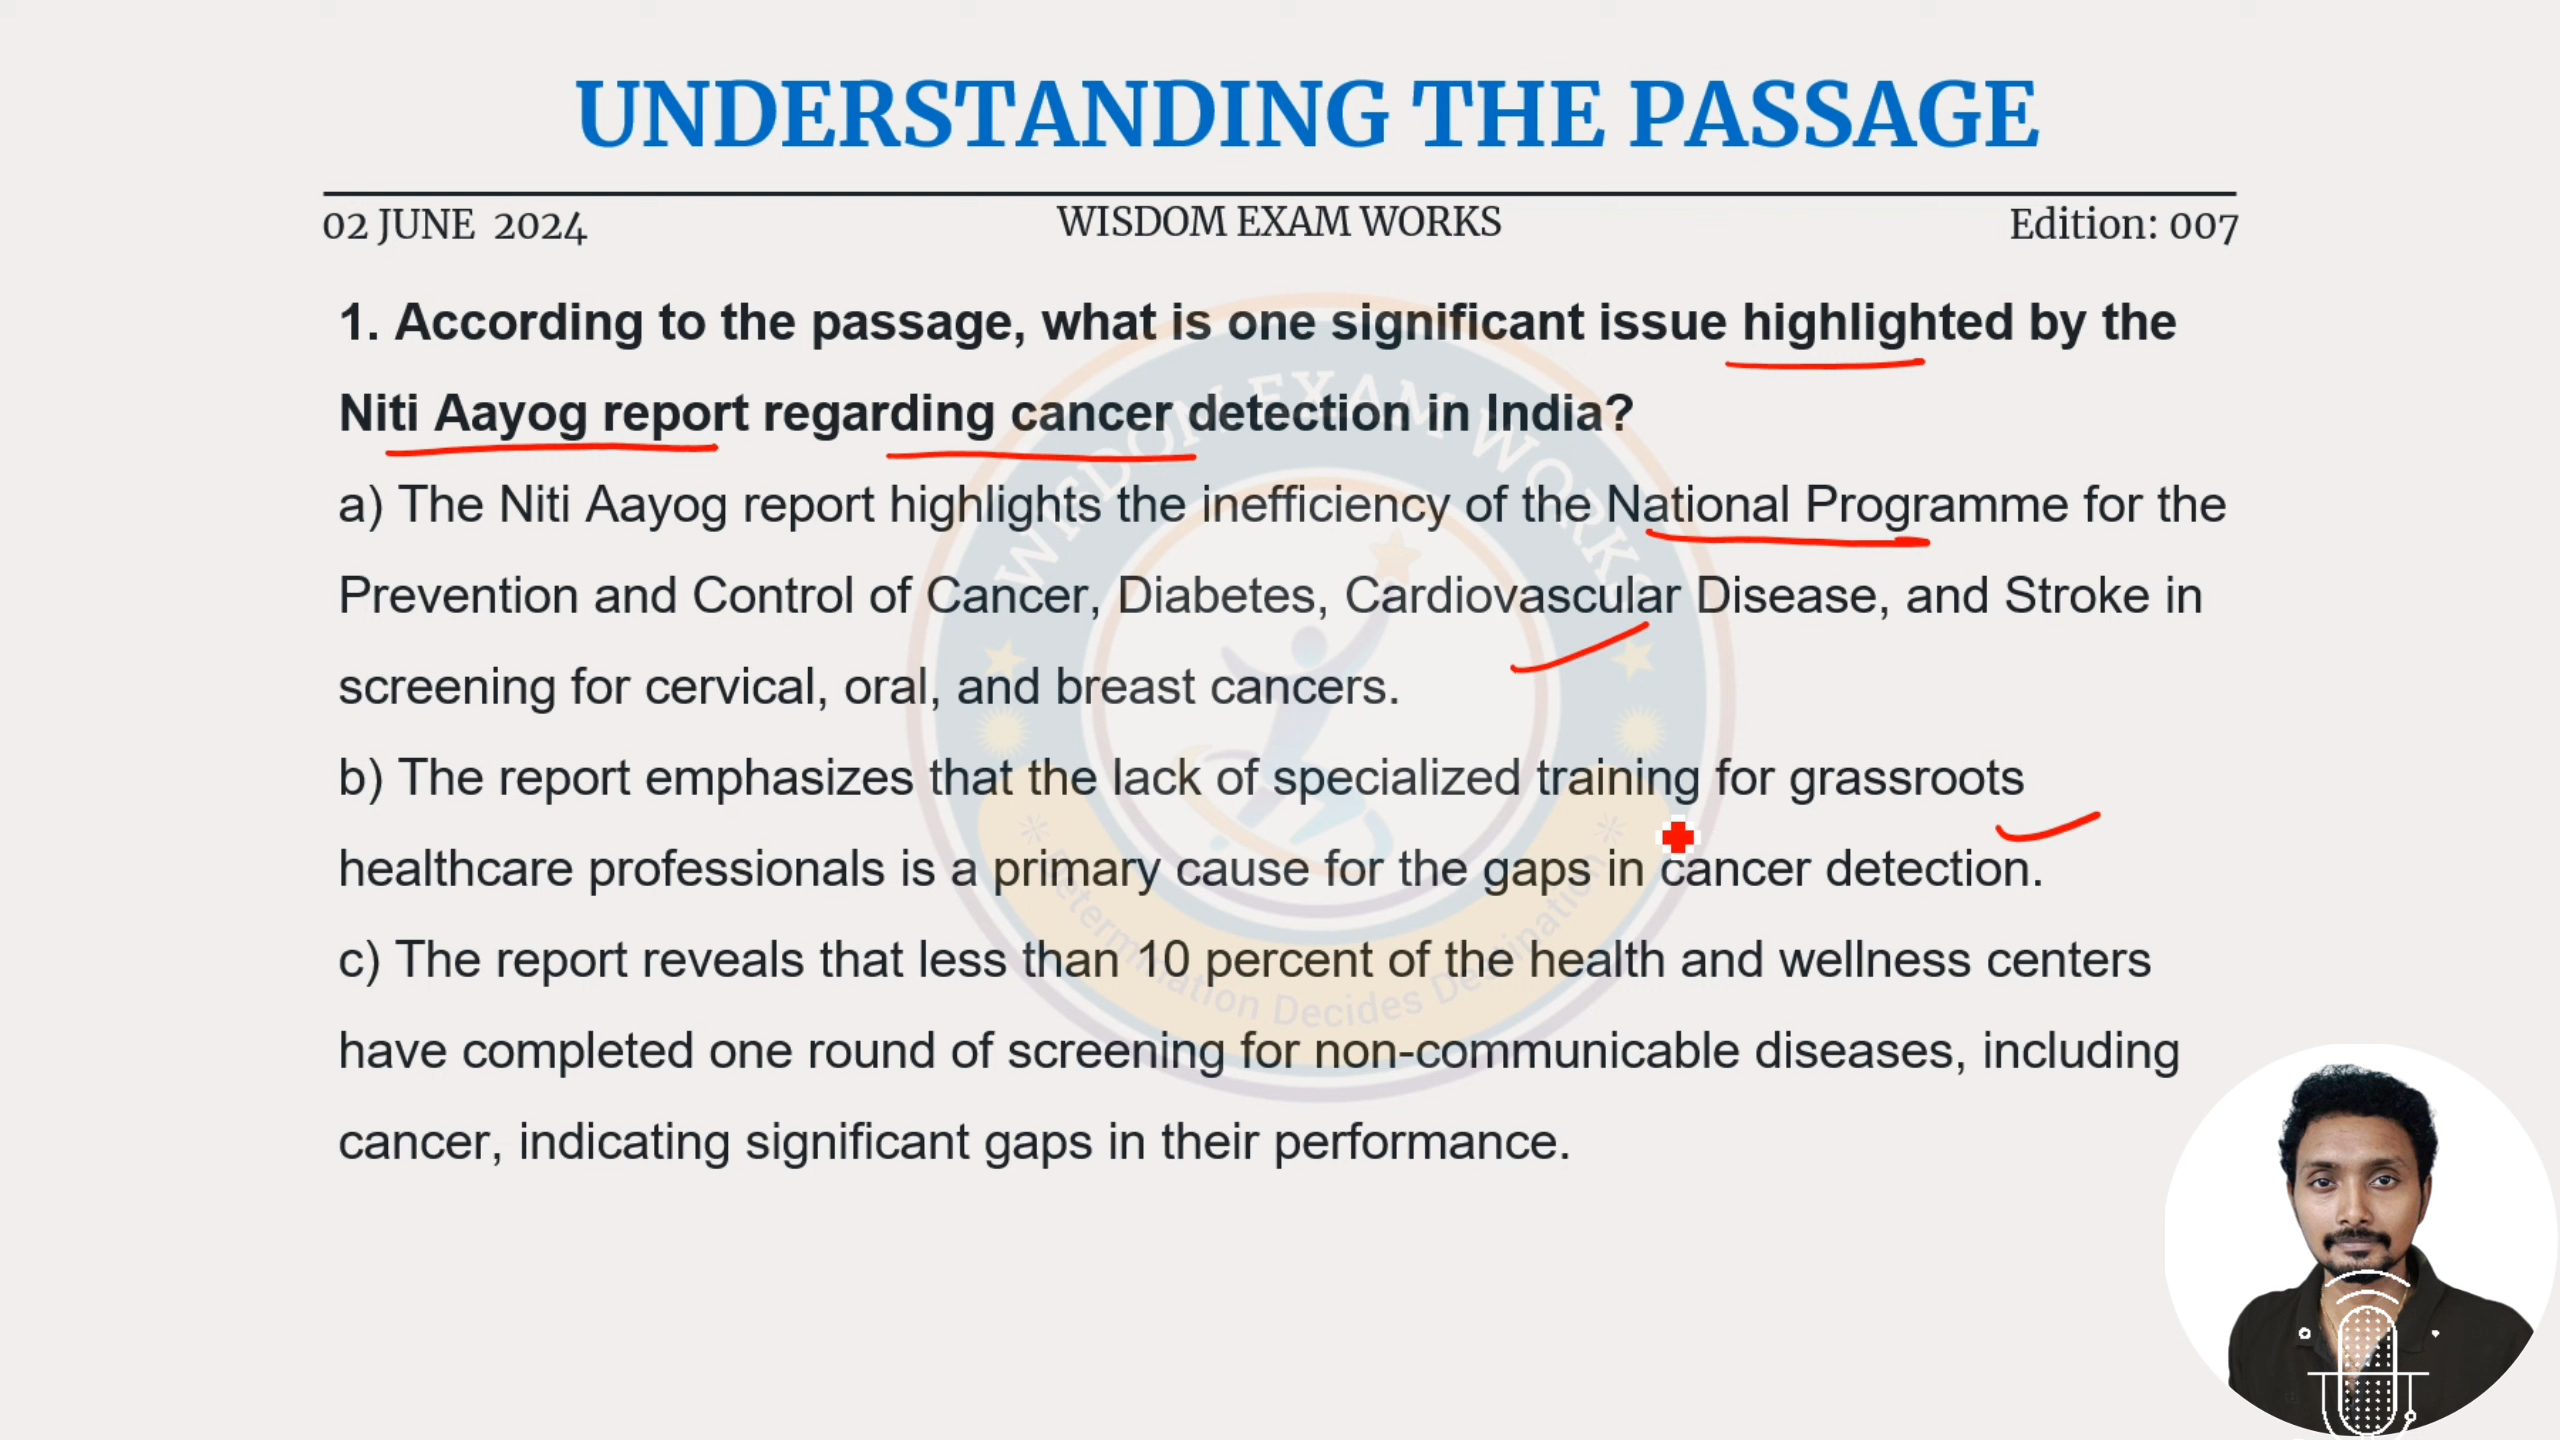 UNDERSTANDING THE PASSAGE
02 JUNE 2024 WISDOM EXAM WORKS Edition: 007
1. According to the passage, what is one significant issue highlighted by the
Niti Aayog report regarding cancer detection in India?
a) The Niti Aayog report highlights the inefficiency of the National Programme for the
Prevention and Control of Cancer, Diabetes, Cardiovascular Disease, and Stroke in
screening for cervical, oral, and breast cancers.
b) The report emphasizes that the lack of specialized training for grassroots
healthcare professionals is a primary cause for the gaps in cancer detection.
c) The report reveals that less than 10 percent of the health and wellness centers
have completed one round of screening for non-communicable diseases, including
cancer, indicating significant gaps in their performance.
WISDOM EXAM WORKS
Determination Decides Destination